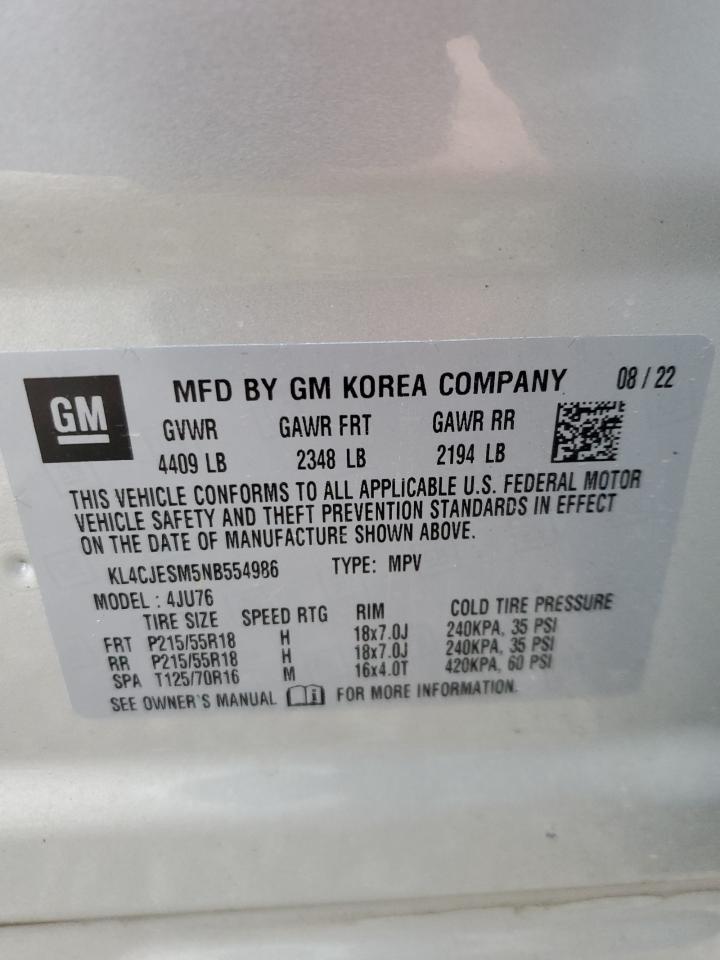 GM
MFD BY GM KOREA COMPANY 08 / 22
GVWR GAWR FRT GAWR RR
4409 LB 2348 LB 2194 LB
THIS VEHICLE CONFORMS TO ALL APPLICABLE U.S. FEDERAL MOTOR
VEHICLE SAFETY AND THEFT PREVENTION STANDARDS IN EFFECT
ON THE DATE OF MANUFACTURE SHOWN ABOVE.
KL4CJESM5NB554986 TYPE: MPV
MODEL : 4JU76
TIRE SIZE SPEED RTG RIM COLD TIRE PRESSURE
FRT P215/55R18 H 18x7.0J 240KPA, 35 PSI
RR P215/55R18 H 18x7.0J 240KPA, 35 PSI
SPA T125/70R16 M 16x4.0T 420KPA, 60 PSI
SEE OWNER'S MANUAL FOR MORE INFORMATION.